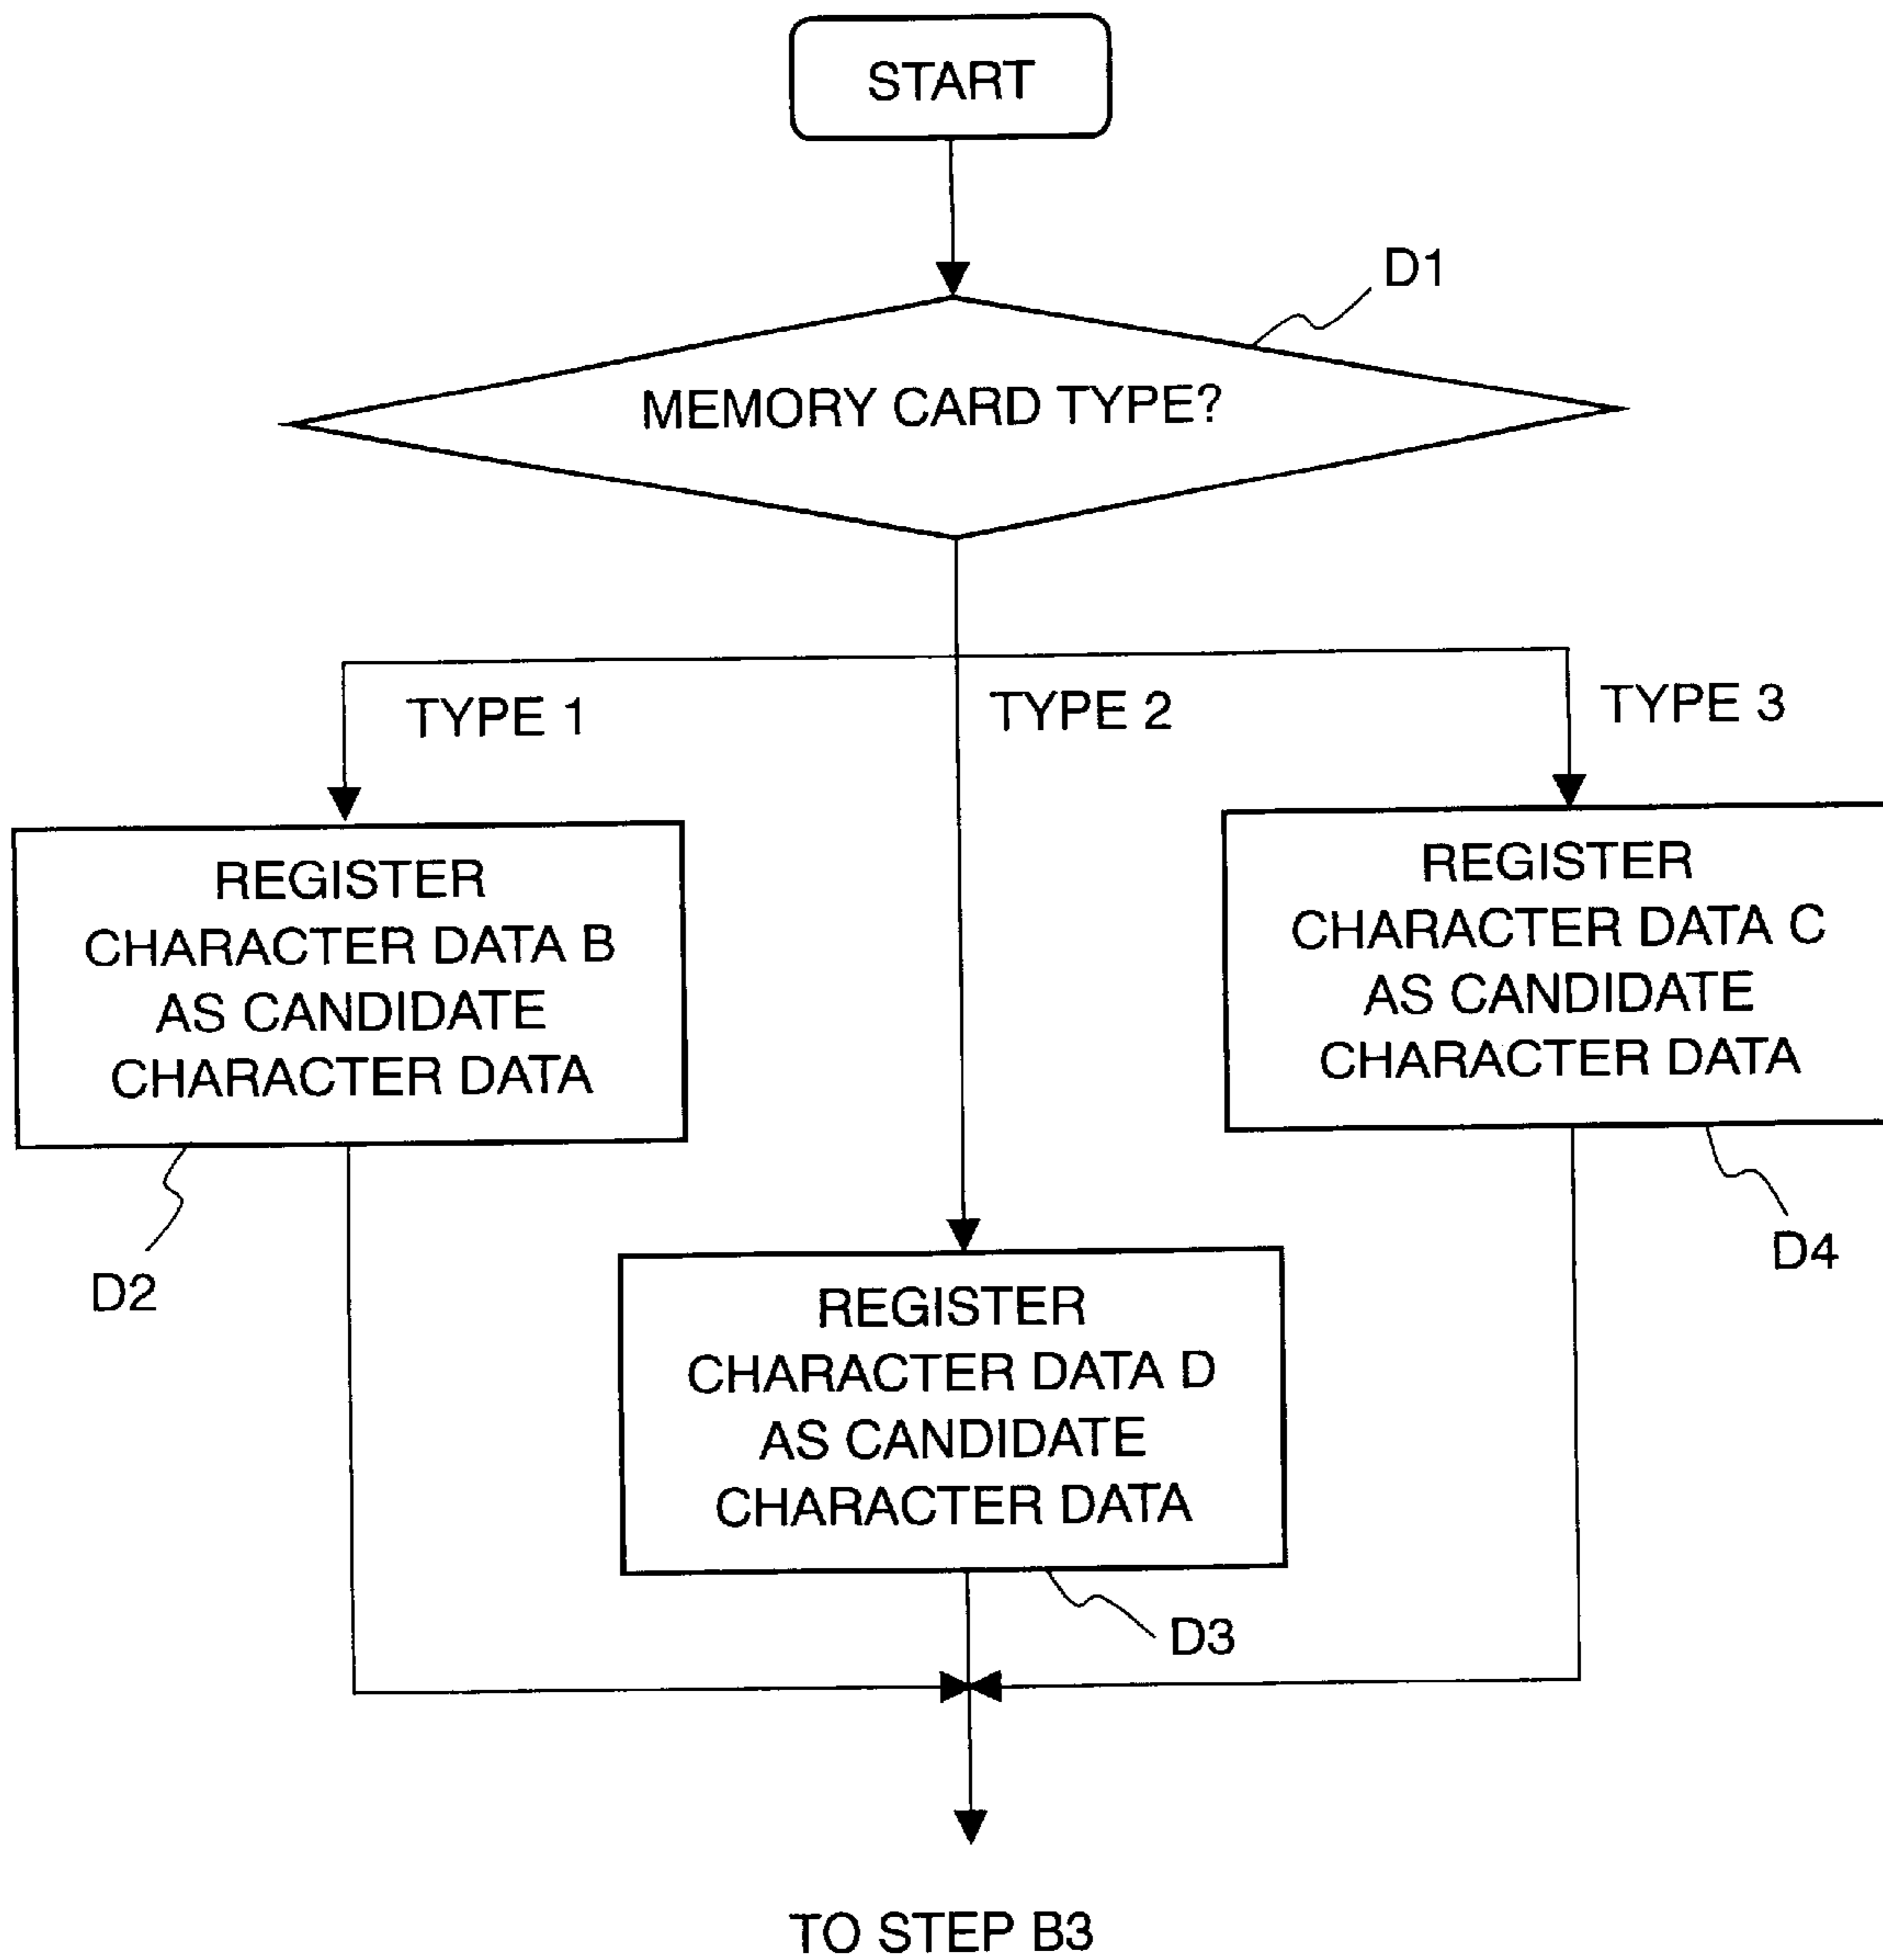 START
D1
MEMORY CARD TYPE?
TYPE 1
TYPE 2
TYPE 3
REGISTER
CHARACTER DATA B
AS CANDIDATE
CHARACTER DATA
D2
REGISTER
CHARACTER DATA C
AS CANDIDATE
CHARACTER DATA
D4
REGISTER
CHARACTER DATA D
AS CANDIDATE
CHARACTER DATA
D3
TO STEP B3